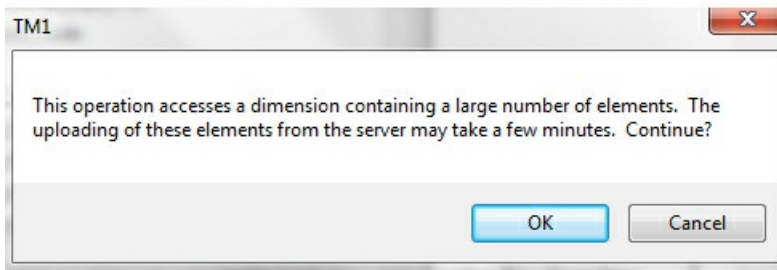 TM1
This operation accesses a dimension containing a large number of elements.  The
uploading of these elements from the server may take a few minutes.  Continue?
OK
Cancel